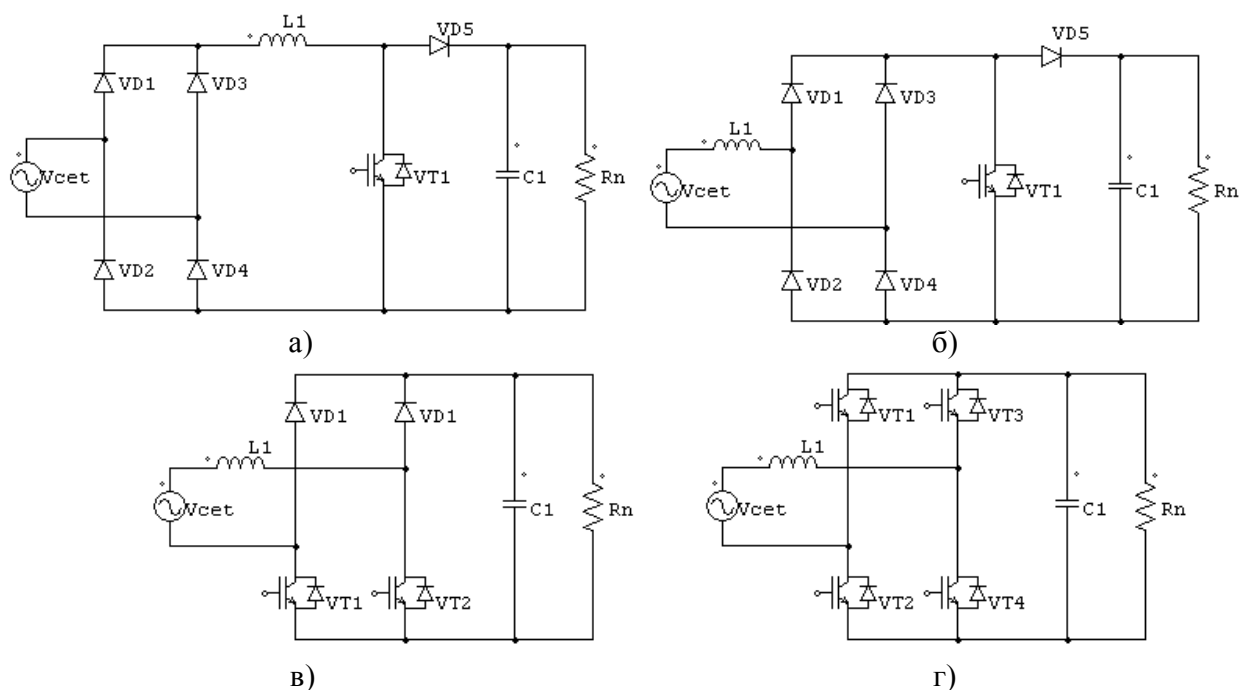 L1
VD5
VD1
VD3
Vcet
VT1
C1
Rn
VD2
VD4
а)
VD5
VD1
VD3
L1
Vcet
VT1
C1
Rn
VD2
VD4
б)
VD1
VD1
L1
Vcet
C1
Rn
VT1
VT2
в)
VT1
VT3
L1
Vcet
C1
Rn
VT2
VT4
г)